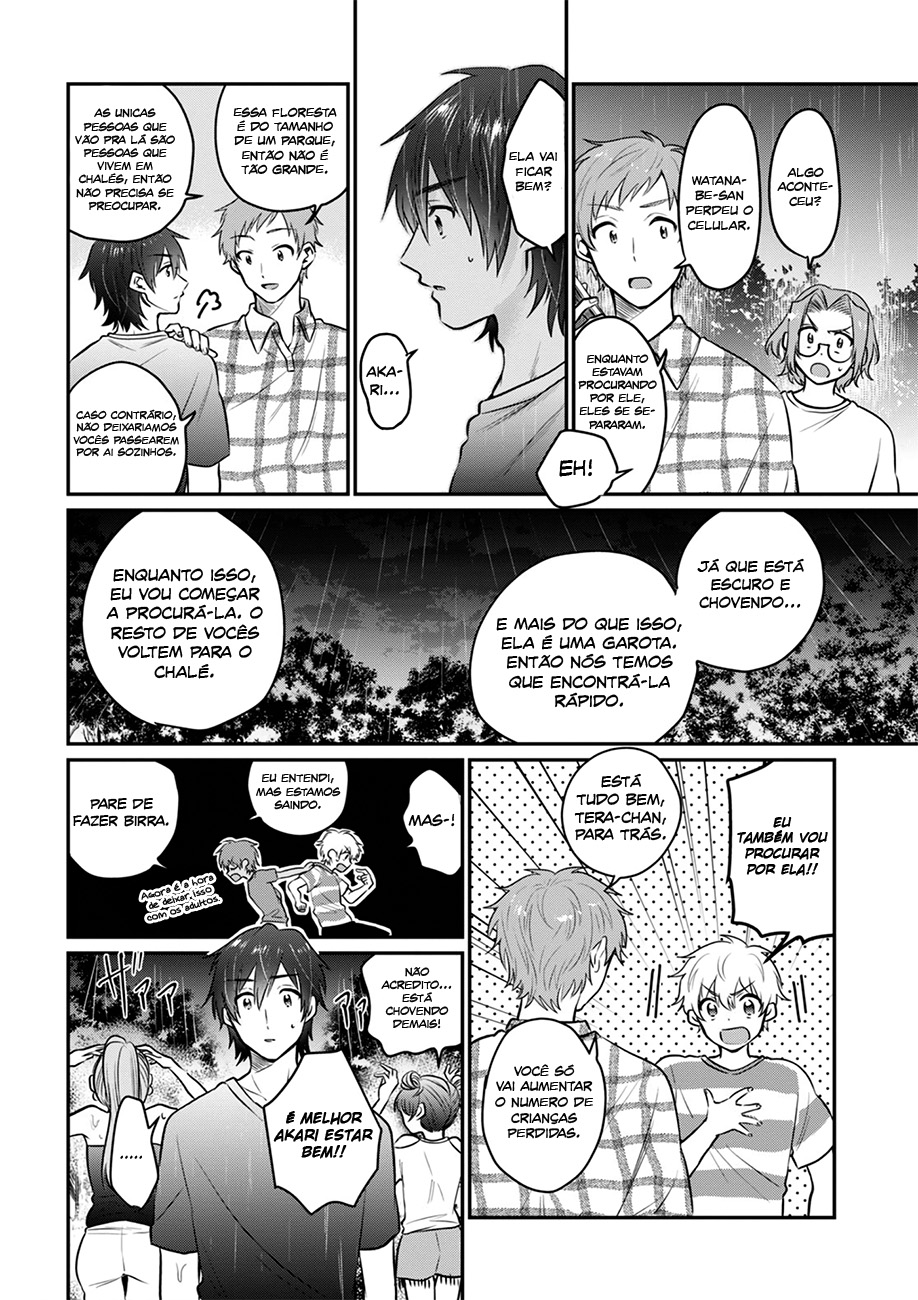 ALGO
ACONTE-
CEU?
WATANA-
BE-SAN
PERDEU O
CELULAR.
ENQUANTO
ESTAVAM
PROCURANDO
POR ELE,
ELES SE SE-
PARARAM.
EH!
ELA VAI
FICAR
BEM?
AKA-
RI...
ESSA FLORESTA
É DO TAMANHO
DE UM PARQUE,
ENTÃO NÃO É
TÃO GRANDE.
AS UNICAS
PESSOAS QUE
VÃO PRA LÁ SÃO
PESSOAS QUE
VIVEM EM
CHALÉS, ENTÃO
NÃO PRECISA SE
PREOCUPAR.
CASO CONTRÁRIO,
NÃO DEIXARIAMOS
VOCÊS PASSEAREM
POR AI SOZINHOS.
JÁ QUE ESTÁ
ESCURO E
CHOVENDO...
E MAIS DO QUE ISSO,
ELA É UMA GAROTA.
ENTÃO NÓS TEMOS
QUE ENCONTRÁ-LA
RÁPIDO.
ENQUANTO ISSO,
EU VOU COMEÇAR
A PROCURÁ-LA. O
RESTO DE VOCÊS
VOLTEM PARA O
CHALÉ.
EU
TAMBÉM VOU
PROCURAR
POR ELA!!
ESTÁ
TUDO BEM,
TERA-CHAN,
PARA TRÁS.
VOCÊ SÓ
VAI AUMENTAR
O NUMERO DE
CRIANÇAS
PERDIDAS.
MAS-!
EU ENTENDI,
MAS ESTAMOS
SAINDO.
PARE DE
FAZER BIRRA.
Agora é a hora
de deixar isso
com os adultos.
NÃO
ACREDITO...
ESTÁ
CHOVENDO
DEMAIS!
É MELHOR
AKARI ESTAR
BEM!!
......